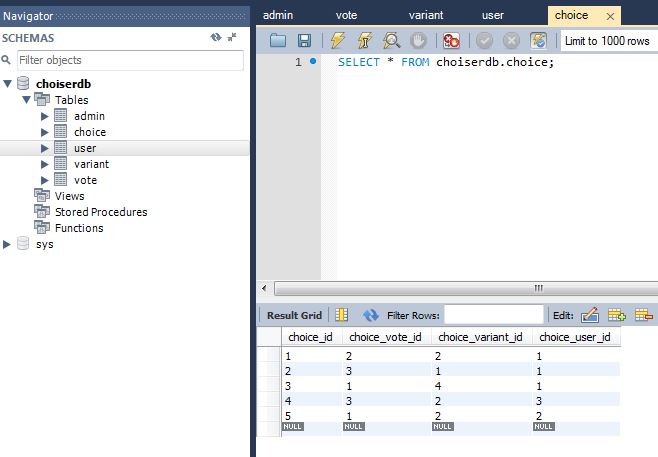 Navigator
SCHEMAS
Filter objects
choiserdb
Tables
admin
choice
user
variant
vote
Views
Stored Procedures
Functions
sys
admin vote variant user choice x
Limit to 1000 rows
1 SELECT * FROM choiserdb.choice;
Result Grid Filter Rows: Edit:
choice_id choice_vote_id choice_variant_id choice_user_id
1 2 2 1
2 3 1 1
3 1 4 1
4 3 2 3
5 1 2 2
NULL NULL NULL NULL